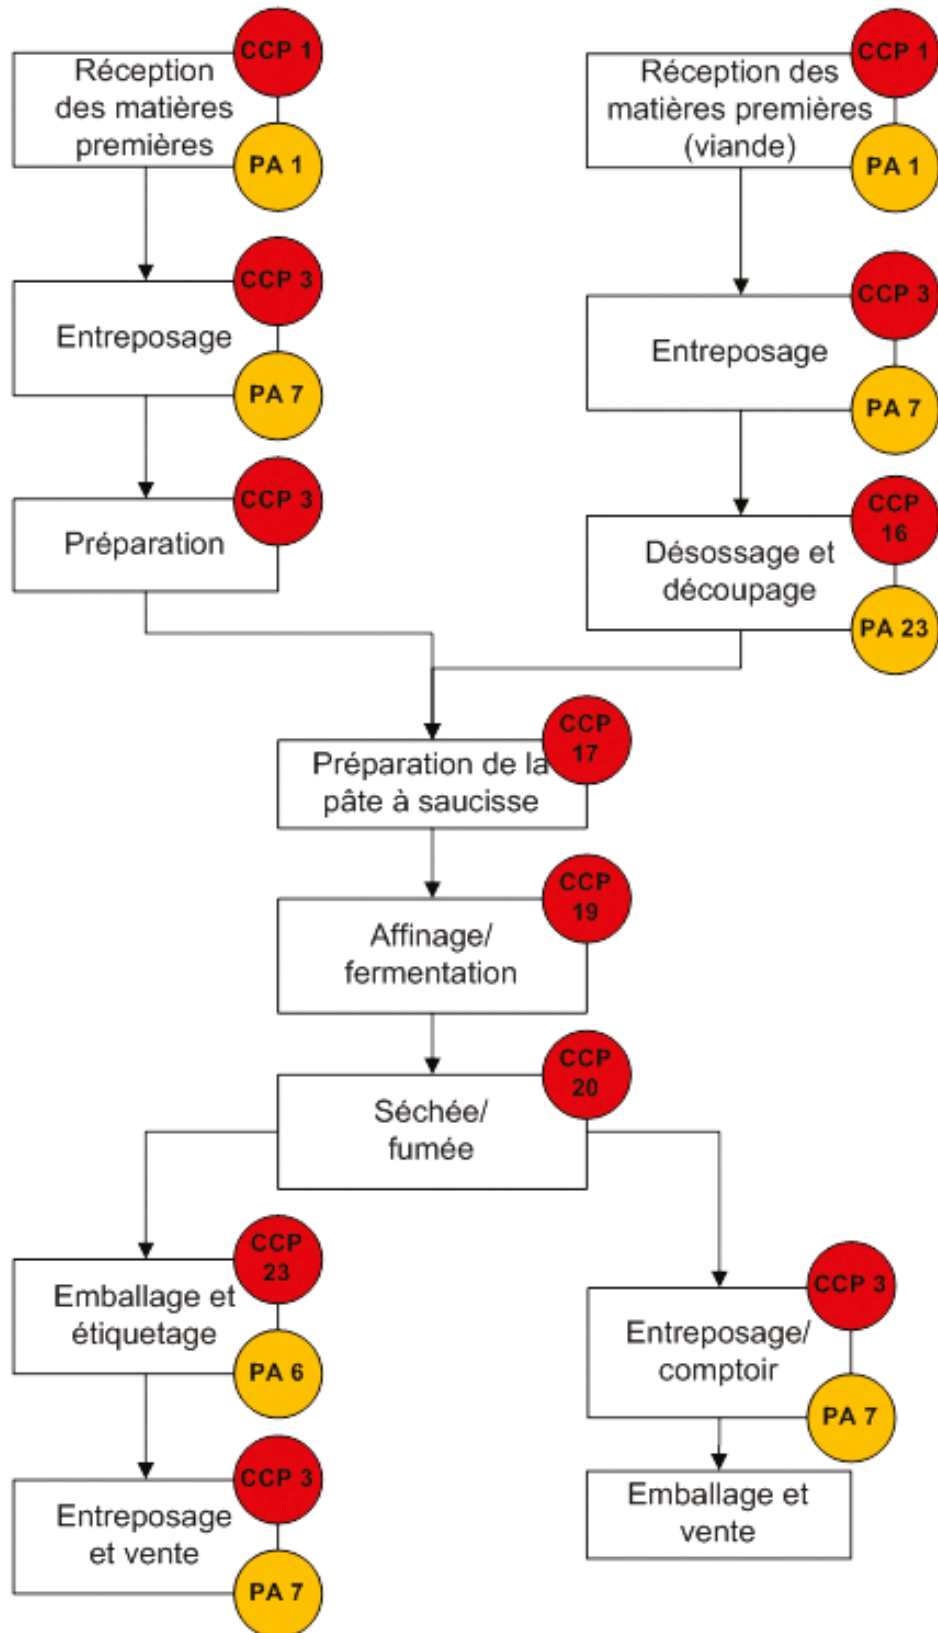 CCP 1
Réception
des matières
premières
PA 1
CCP 1
Réception des
matières premières
(viande)
PA 1
CCP 3
Entreposage
PA 7
CCP 3
Entreposage
PA 7
CCP 3
Préparation
CCP
16
Désossage et
découpage
PA 23
CCP
17
Préparation de la
pâte à saucisse
CCP
19
Affinage/
fermentation
CCP
20
Séchée/
fumée
CCP
23
Emballage et
étiquetage
PA 6
CCP 3
Entreposage/
comptoir
PA 7
CCP 3
Entreposage
et vente
PA 7
Emballage et
vente